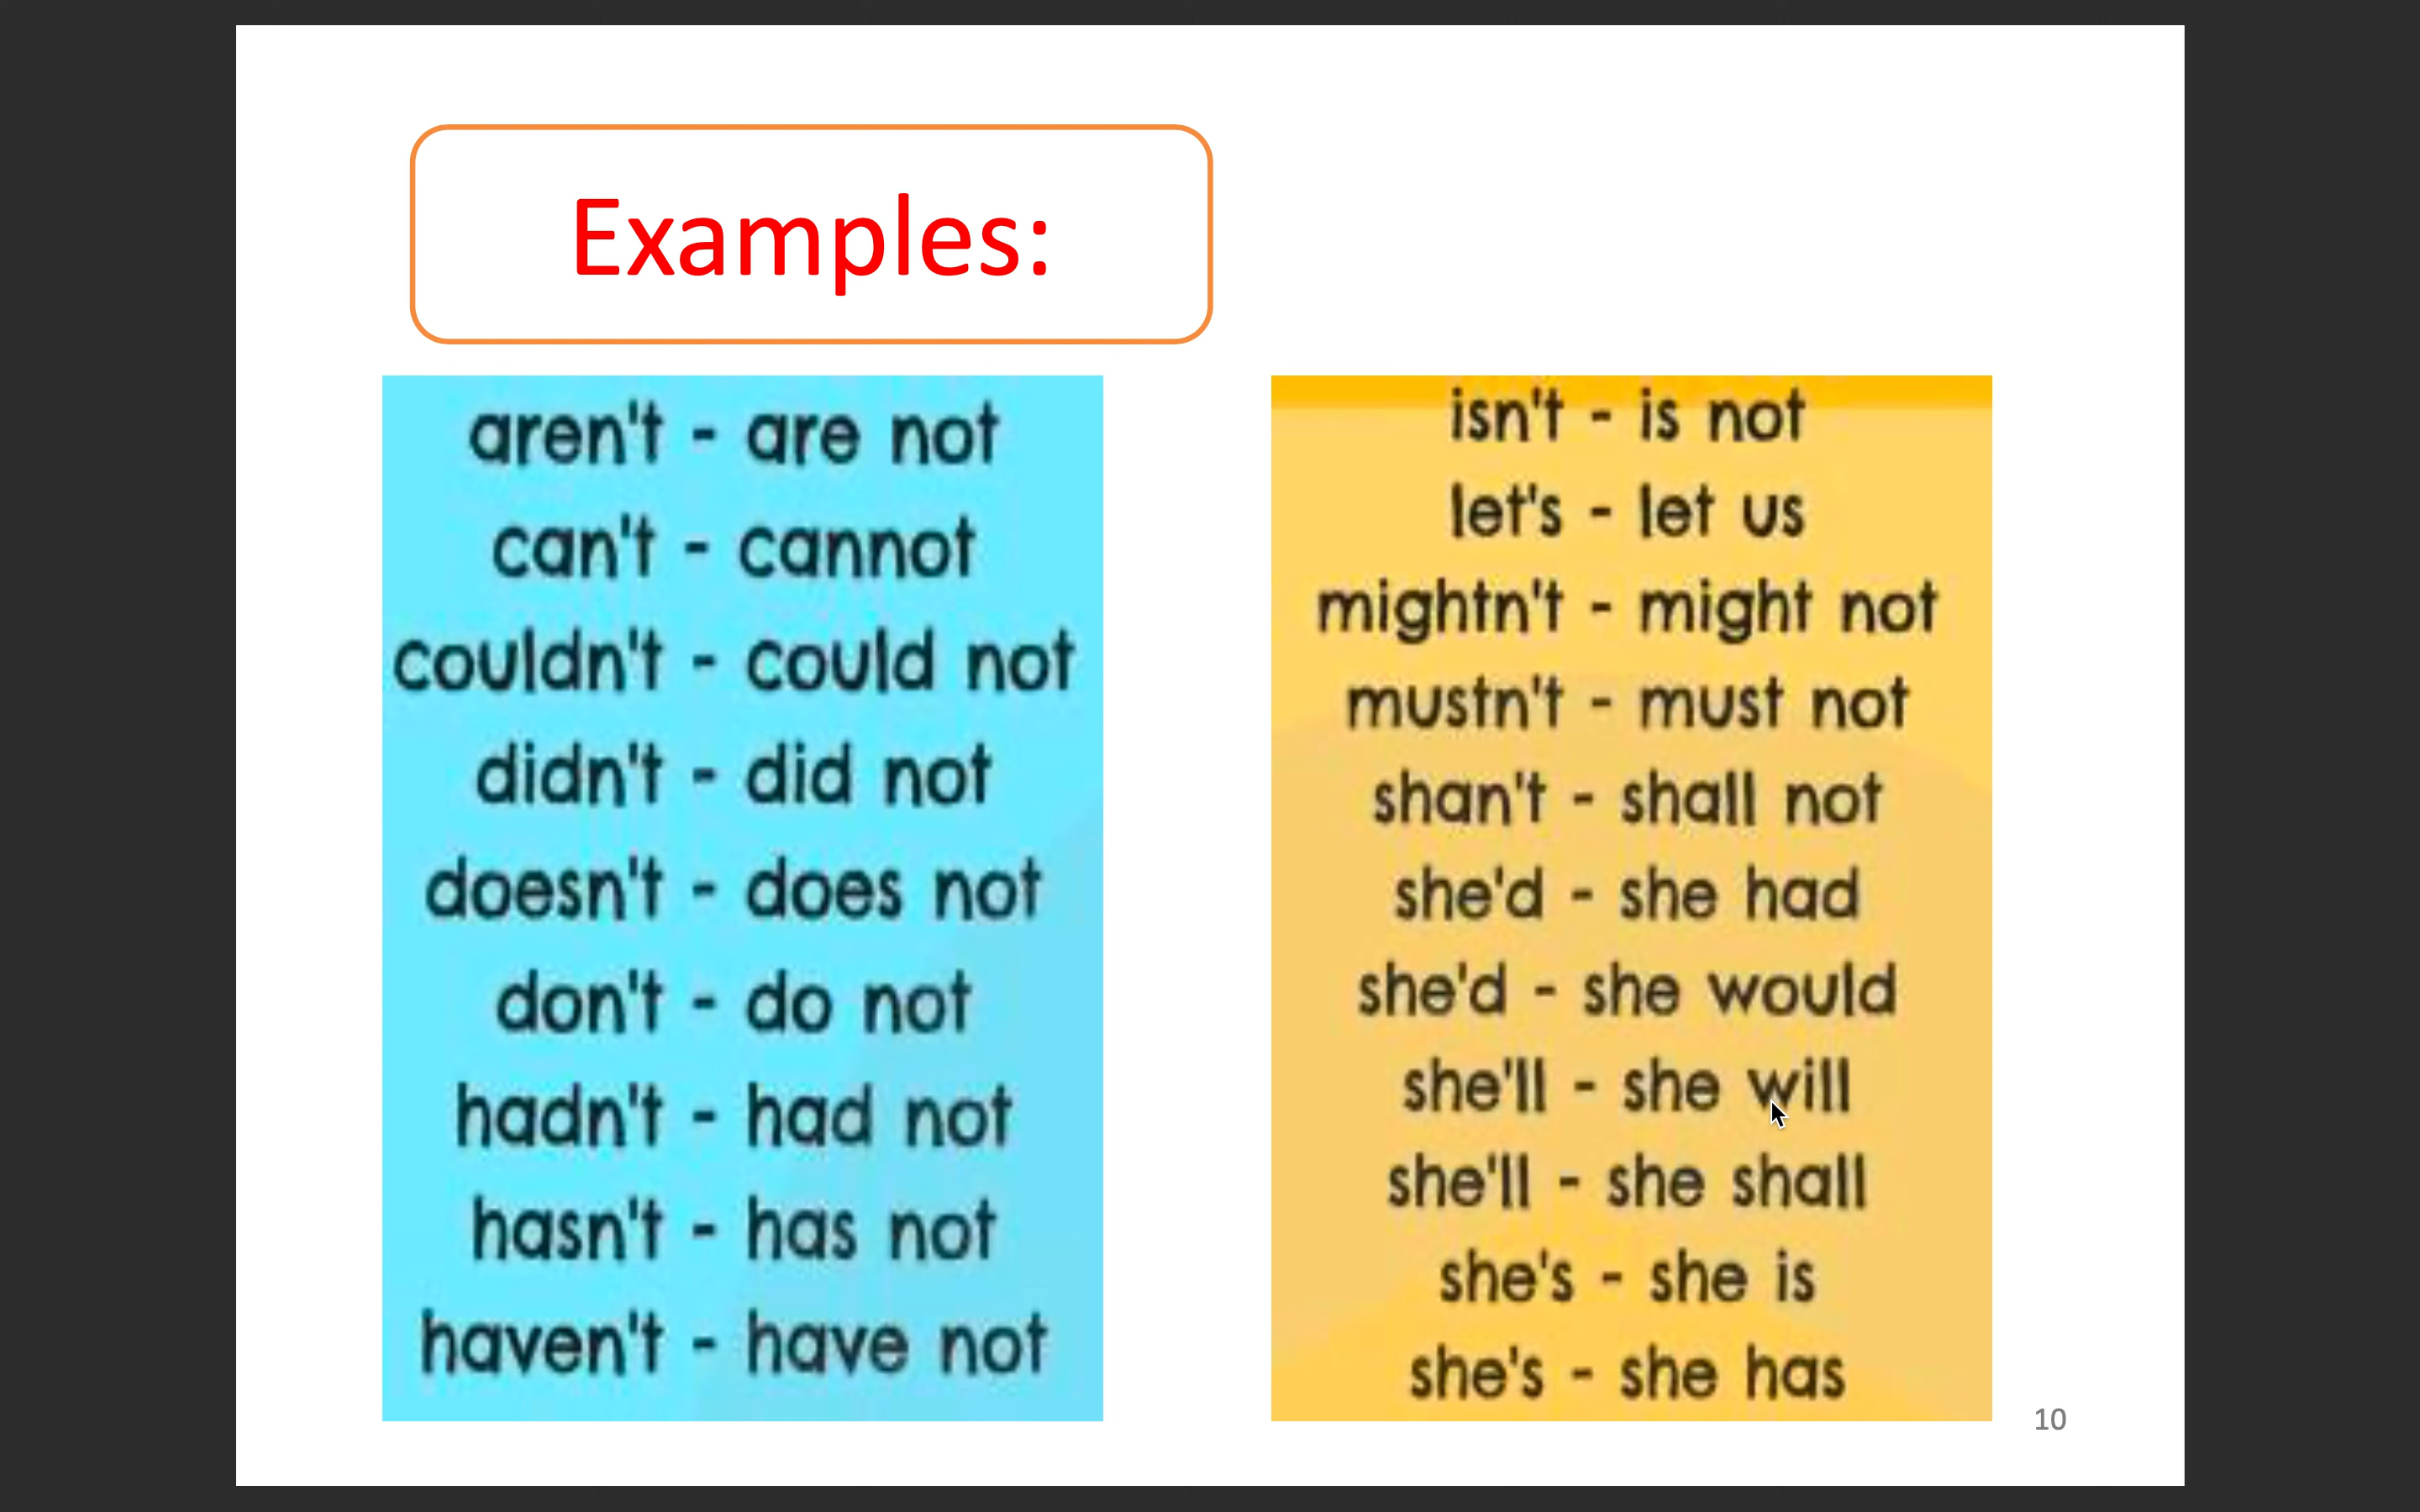 Examples:
aren't - are not
can't - cannot
couldn't - could not
didn't - did not
doesn't - does not
don't - do not
hadn't - had not
hasn't - has not
haven't - have not
isn't - is not
let's - let us
mightn't - might not
mustn't - must not
shan't - shall not
she'd - she had
she'd - she would
she'll - she will
she'll - she shall
she's - she is
she's - she has
10